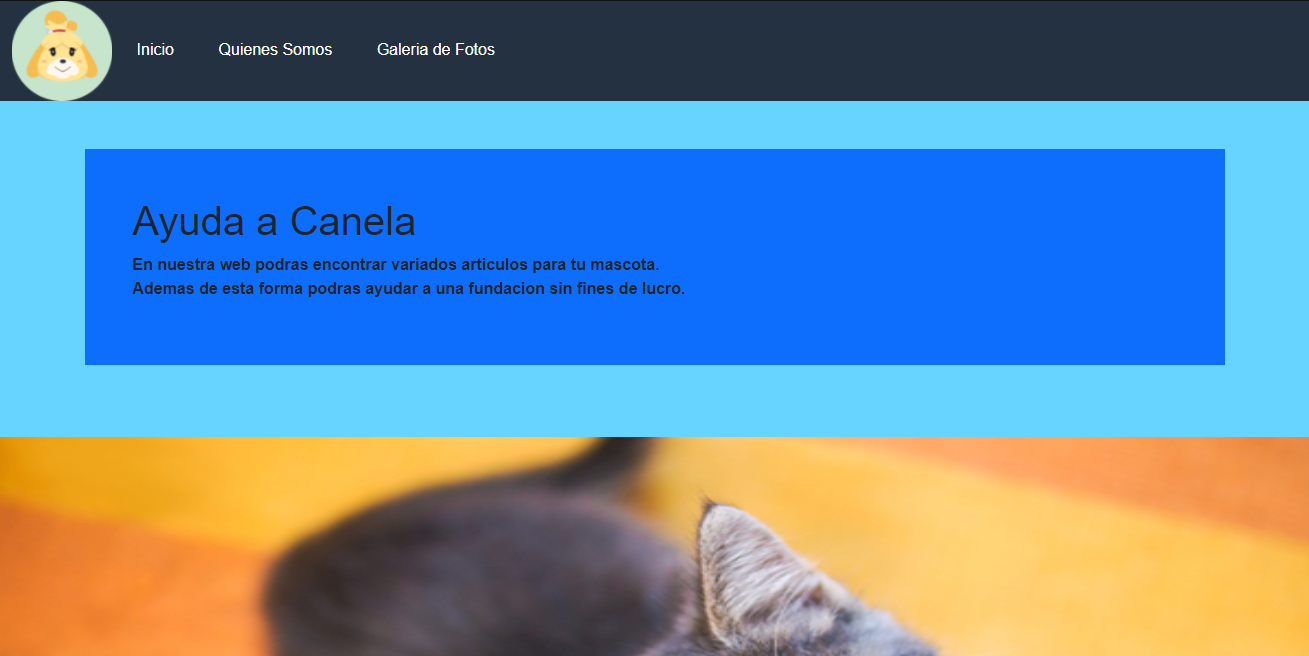 Inicio Quienes Somos Galeria de Fotos
Ayuda a Canela
En nuestra web podras encontrar variados articulos para tu mascota.
Ademas de esta forma podras ayudar a una fundacion sin fines de lucro.